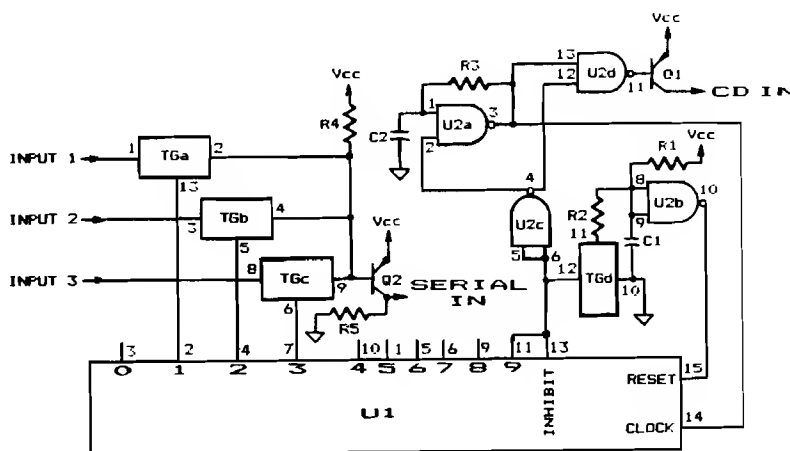 Vcc
R3
13
U2d
12
11
Q1
CD IN
Vcc
R4
1
U2a
3
C2
2
INPUT 1
1
TGa
2
13
4
Vcc
R1
8
U2b
10
9
R2
11
C1
U2c
5
6
INPUT 2
3
TGb
4
5
Vcc
INPUT 3
8
TGc
9
6
Q2
SERIAL
IN
R5
12
TGd
10
3
2
4
7
10
1
5
6
9
11
13
0
1
2
3
4
5
6
7
8
9
INHIBIT
RESET
15
U1
CLOCK
14